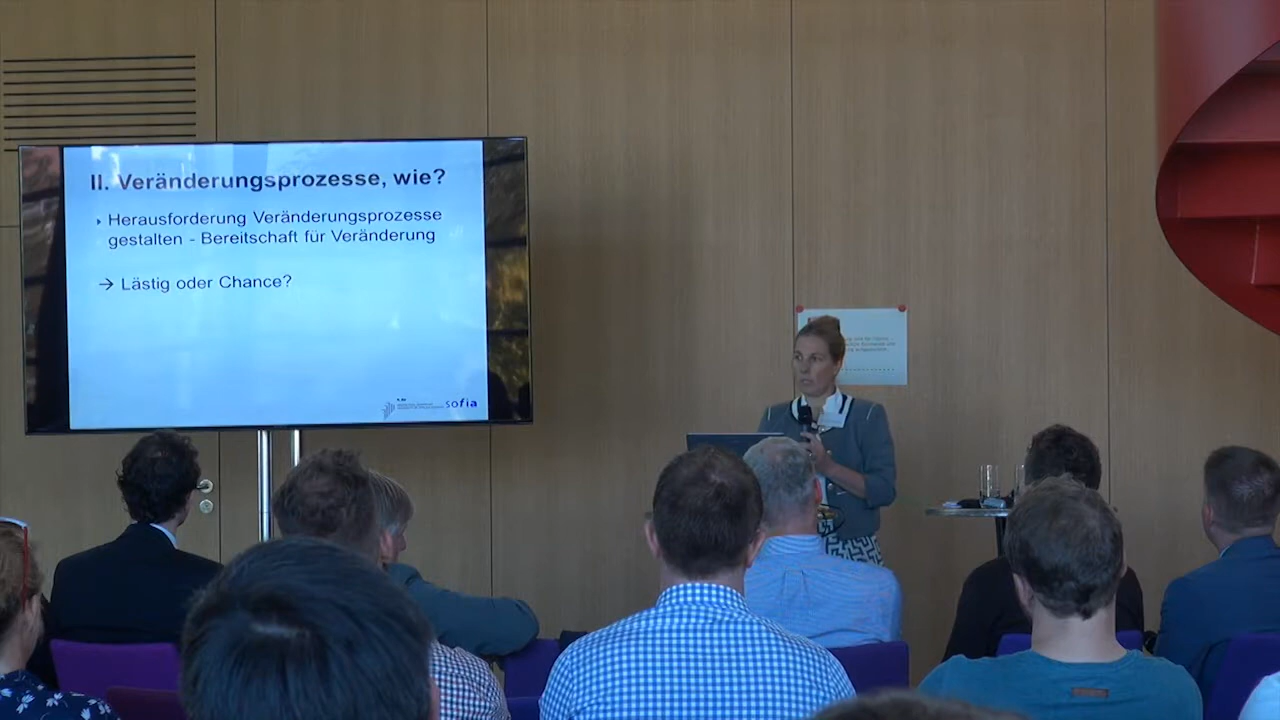 II. Veränderungsprozesse, wie?
Herausforderung Veränderungsprozesse
gestalten - Bereitschaft für Veränderung
→ Lästig oder Chance?
sofia